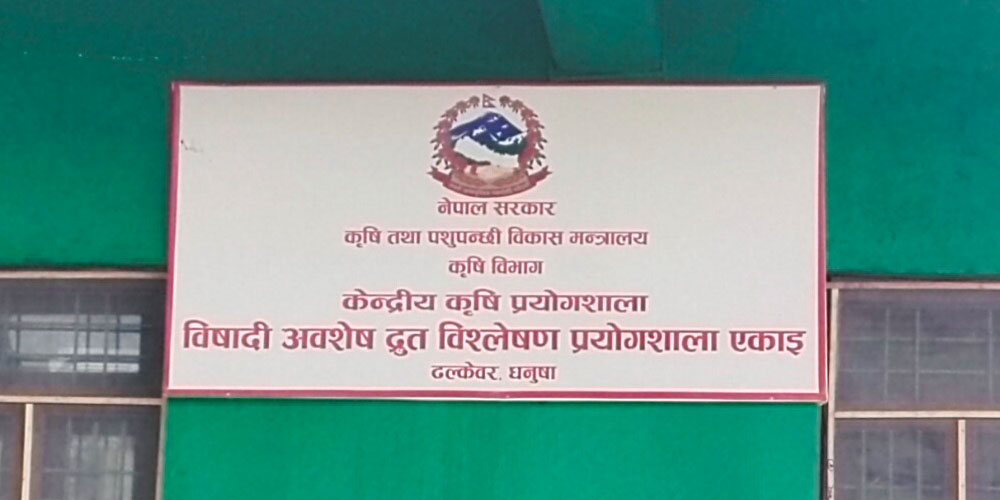 नेपाल सरकार
कृषि तथा पशुपन्छी विकास मन्त्रालय
कृषि विभाग
केन्द्रीय कृषि प्रयोगशाला
विषादी अवशेष द्रुत विश्लेषण प्रयोगशाला एकाइ
ढल्केवर, धनुषा